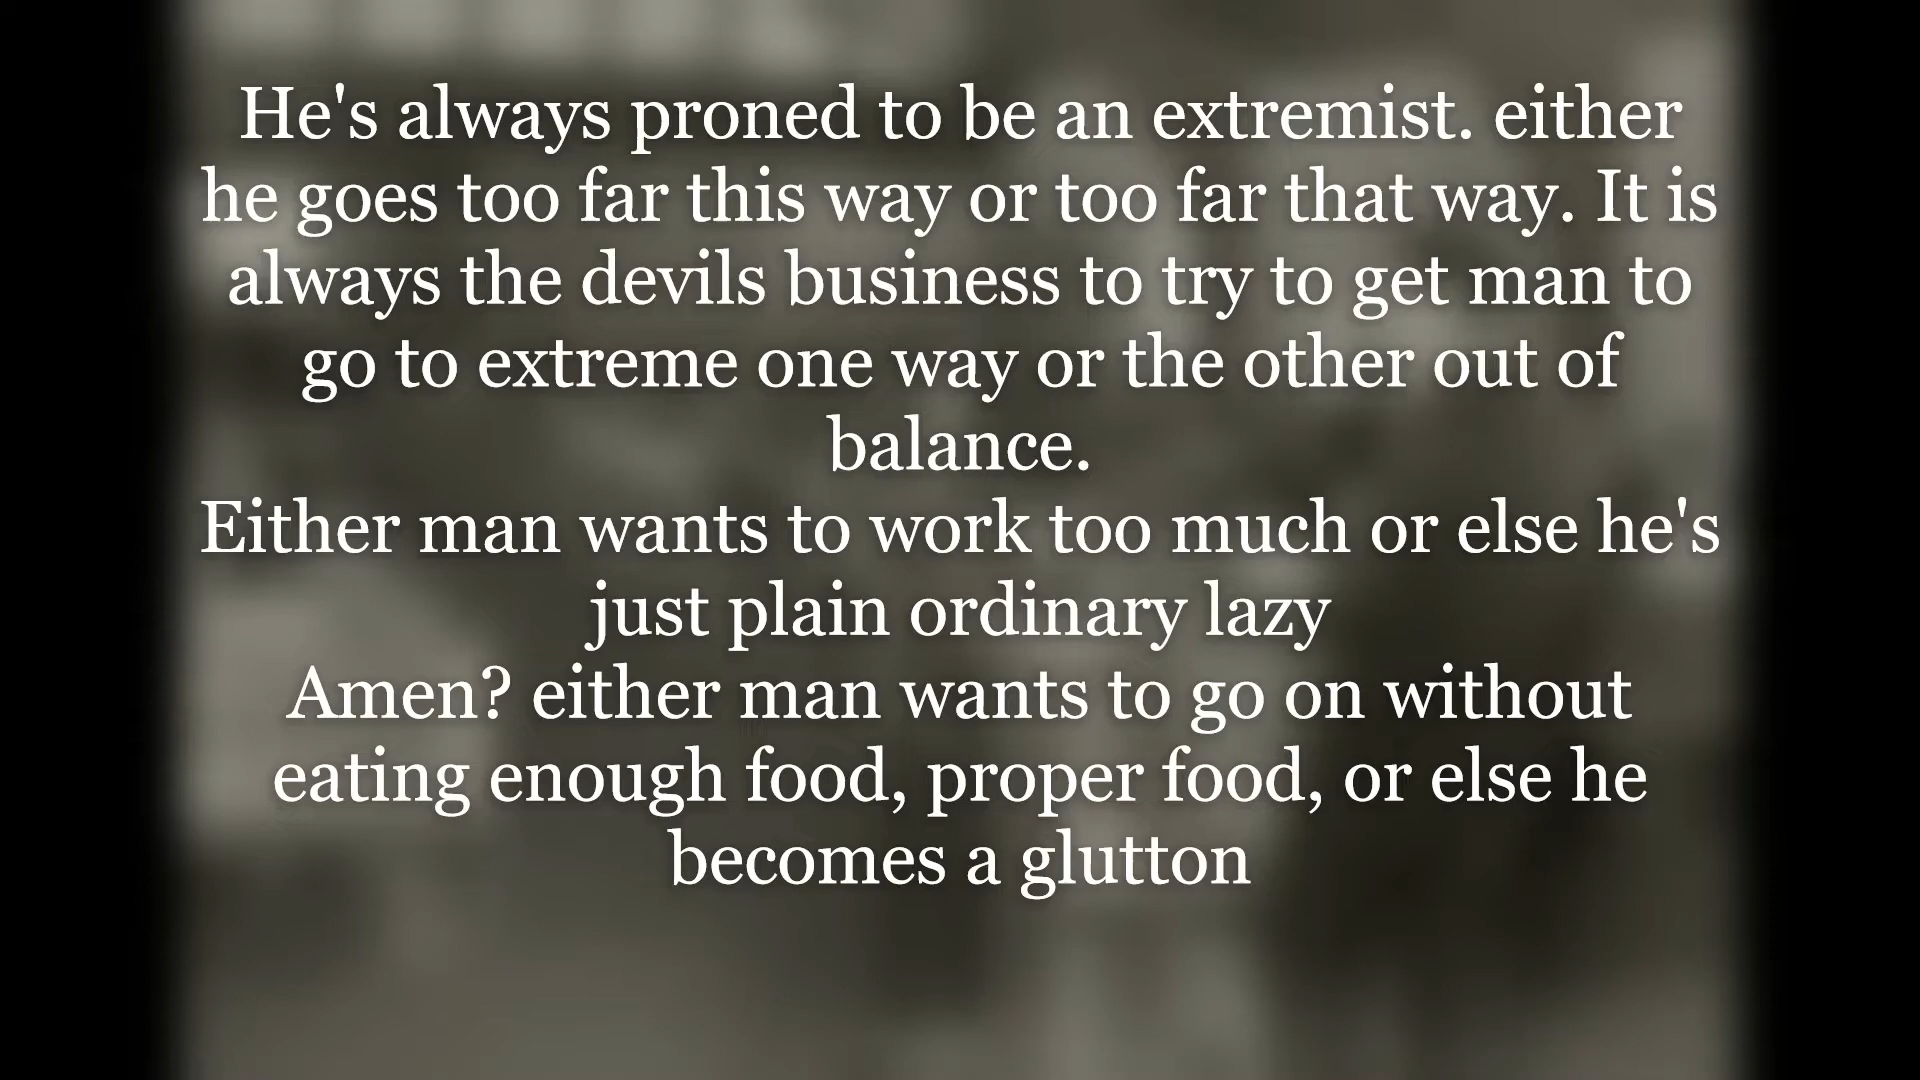 He's always proned to be an extremist. either
he goes too far this way or too far that way. It is
always the devils business to try to get man to
go to extreme one way or the other out of
balance.
Either man wants to work too much or else he's
just plain ordinary lazy
Amen? either man wants to go on without
eating enough food, proper food, or else he
becomes a glutton